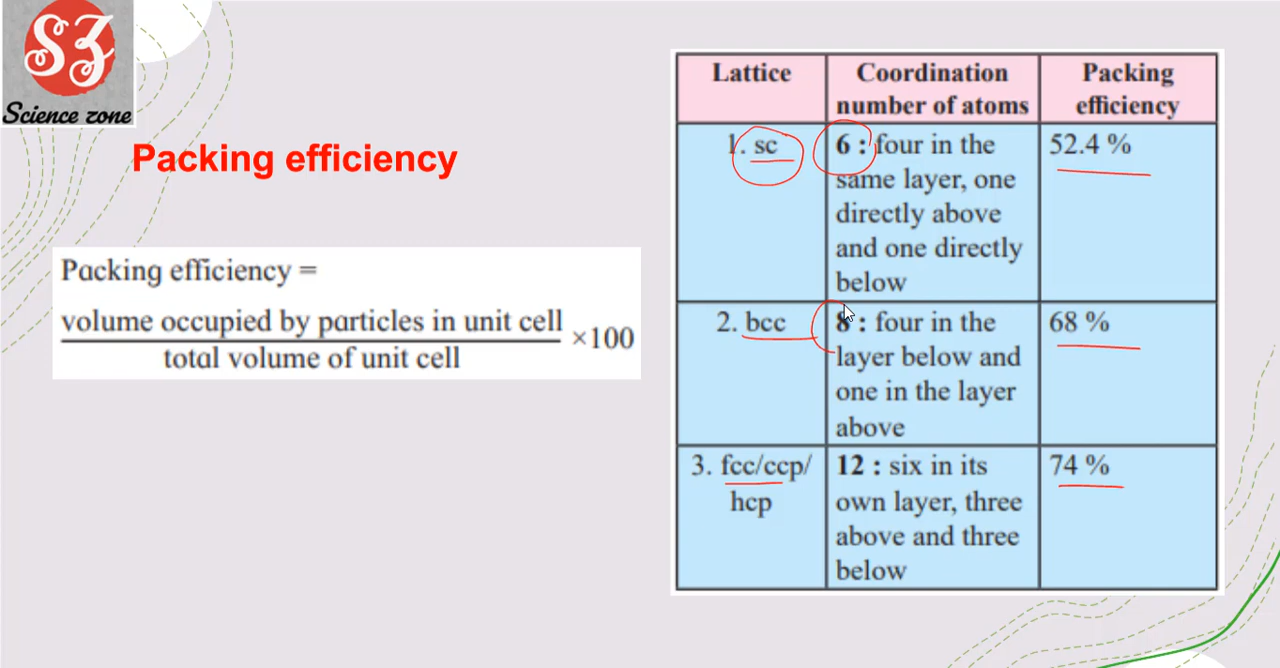 SZ
Science zone
Packing efficiency
Packing efficiency =
volume occupied by particles in unit cell
total volume of unit cell
×100
Lattice
Coordination
number of atoms
Packing
efficiency
1. sc
6 : four in the
same layer, one
directly above
and one directly
below
52.4 %
2. bcc
8 : four in the
layer below and
one in the layer
above
68 %
3. fcc/ccp/
hcp
12 : six in its
own layer, three
above and three
below
74 %